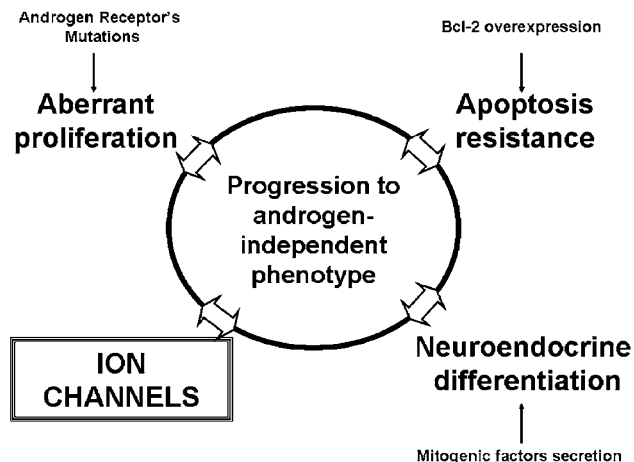 Androgen Receptor's
Mutations
Bcl-2 overexpression
Aberrant
proliferation
Apoptosis
resistance
Progression to
androgen-
independent
phenotype
ION
CHANNELS
Neuroendocrine
differentiation
Mitogenic factors secretion